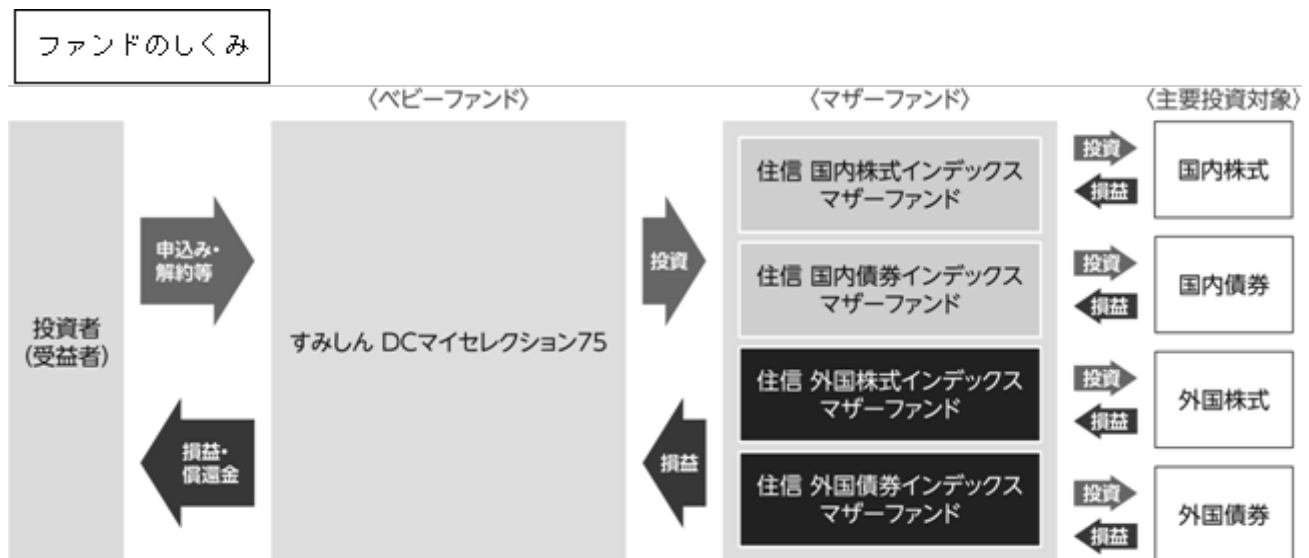 ファンドのしくみ
〈ベビーファンド〉
〈マザーファンド〉
〈主要投資対象〉
投資者
(受益者)
申込み・
解約等
損益・
償還金
すみしん DCマイセレクション75
投資
損益
住信 国内株式インデックス
マザーファンド
投資
損益
国内株式
住信 国内債券インデックス
マザーファンド
投資
損益
国内債券
住信 外国株式インデックス
マザーファンド
投資
損益
外国株式
住信 外国債券インデックス
マザーファンド
投資
損益
外国債券